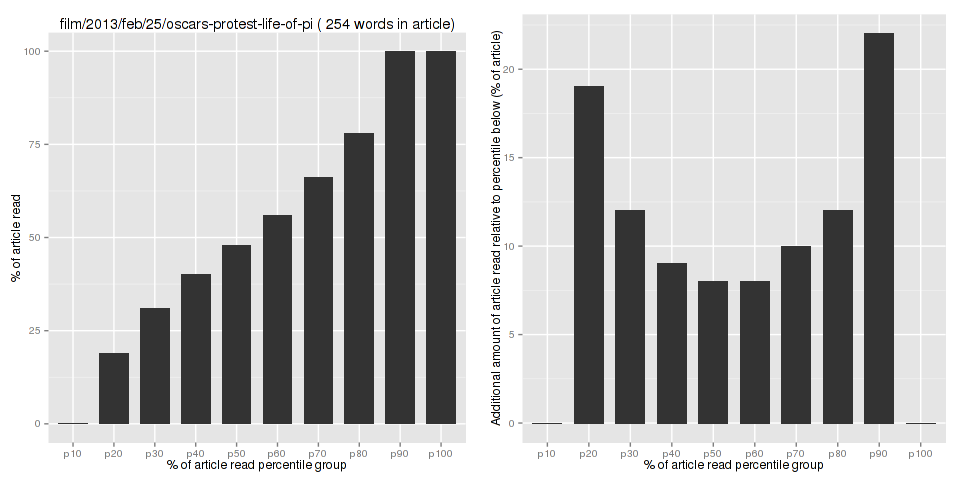 film/2013/feb/25/oscars-protest-life-of-pi ( 254 words in article)
% of article read
100
75
50
25
0
p10 p20 p30 p40 p50 p60 p70 p80 p90 p100
% of article read percentile group
Additional amount of article read relative to percentile below (% of article)
20
15
10
5
0
p10 p20 p30 p40 p50 p60 p70 p80 p90 p100
% of article read percentile group